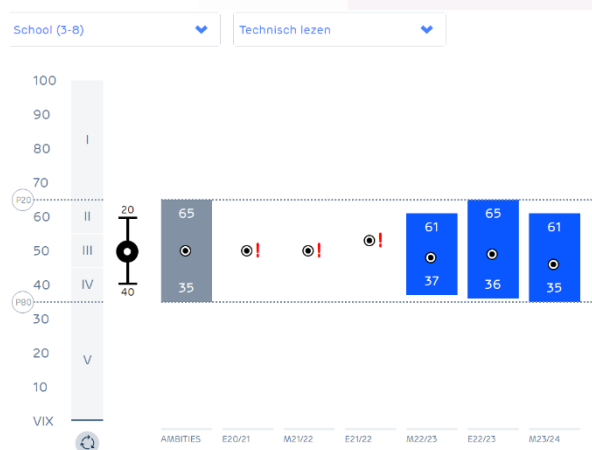 School (3-8)
Technisch lezen
100
90
80
70
60
50
40
30
20
10
VIX
P20
P80
I
II
III
IV
V
20
40
65
35
!
!
!
61
37
65
36
61
35
AMBITIES
E20/21
M21/22
E21/22
M22/23
E22/23
M23/24